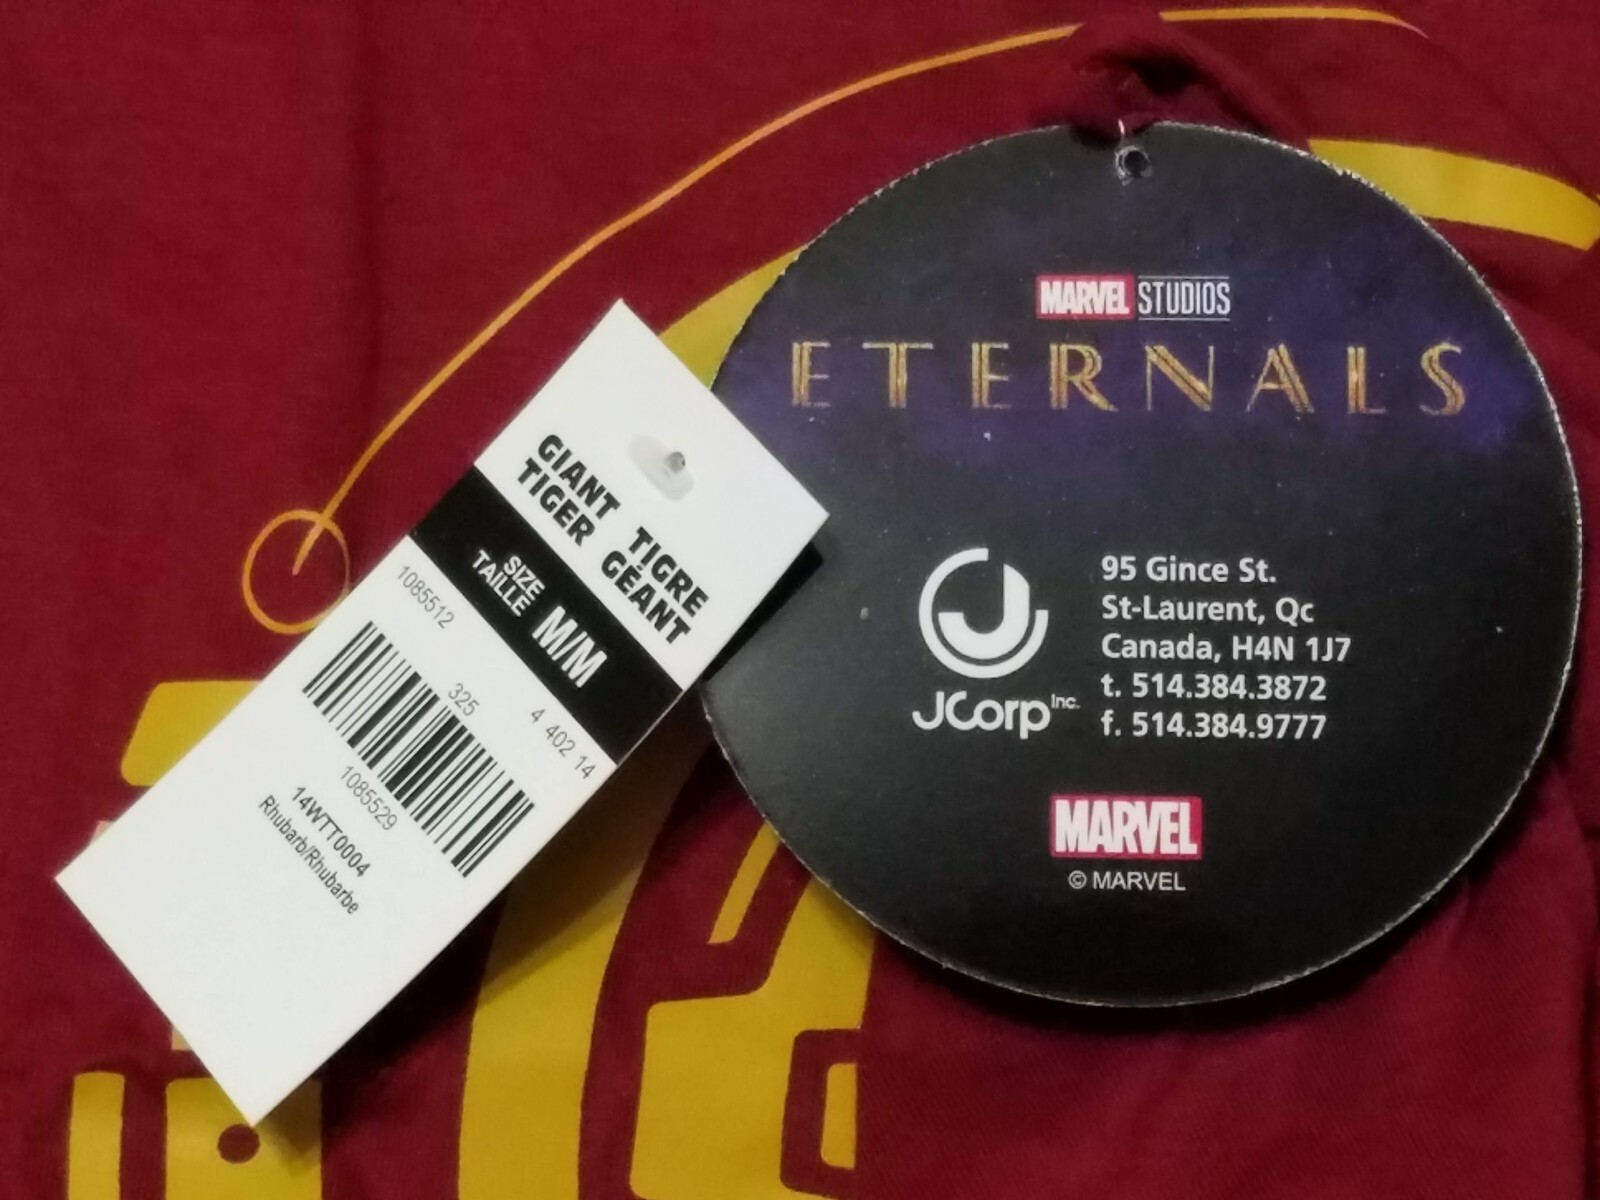 MARVEL STUDIOS
ETERNALS
JCorp Inc.
95 Gince St.
St-Laurent, Qc
Canada, H4N 1J7
t. 514.384.3872
f. 514.384.9777
MARVEL
© MARVEL
GIANT TIGRE
TIGER GÉANT
SIZE
TAILLE M/M
1085512
325
4 402 14
1085529
14WTT0004
Rhubarb/Rhubarbe